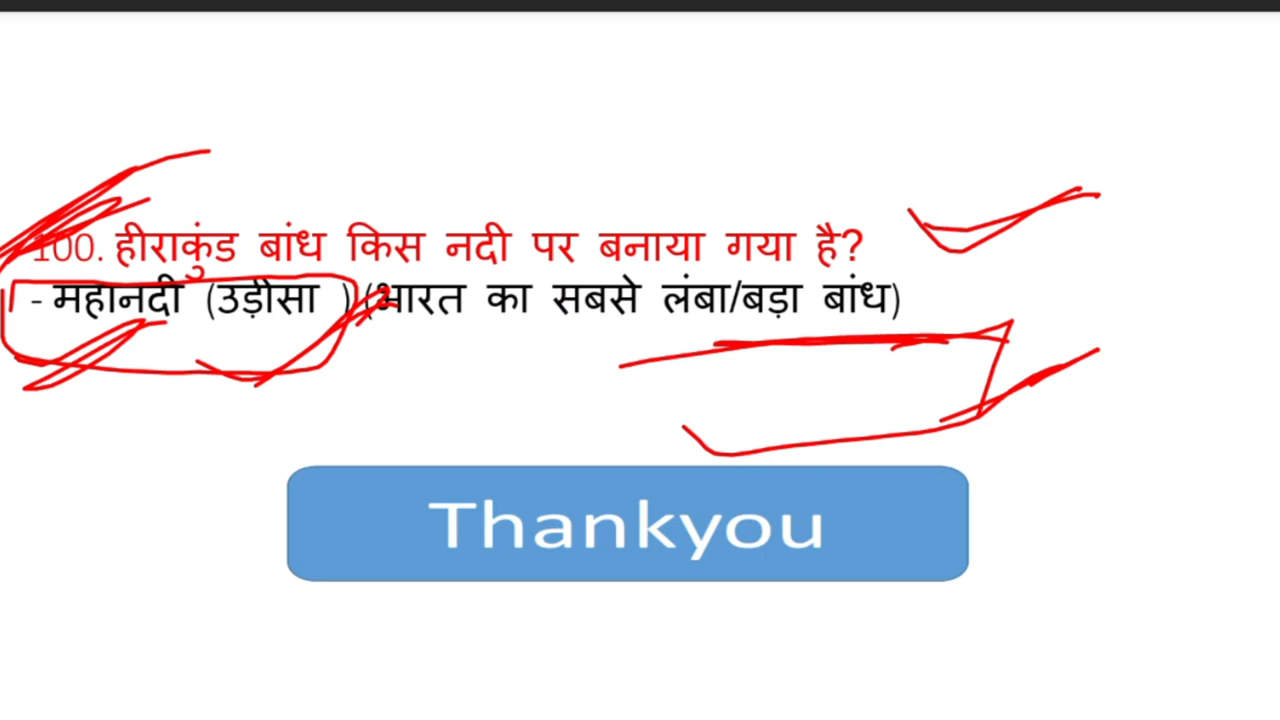 100. हीराकुंड बांध किस नदी पर बनाया गया है?
- महानदी (उड़ीसा ) (भारत का सबसे लंबा/बड़ा बांध)
Thankyou